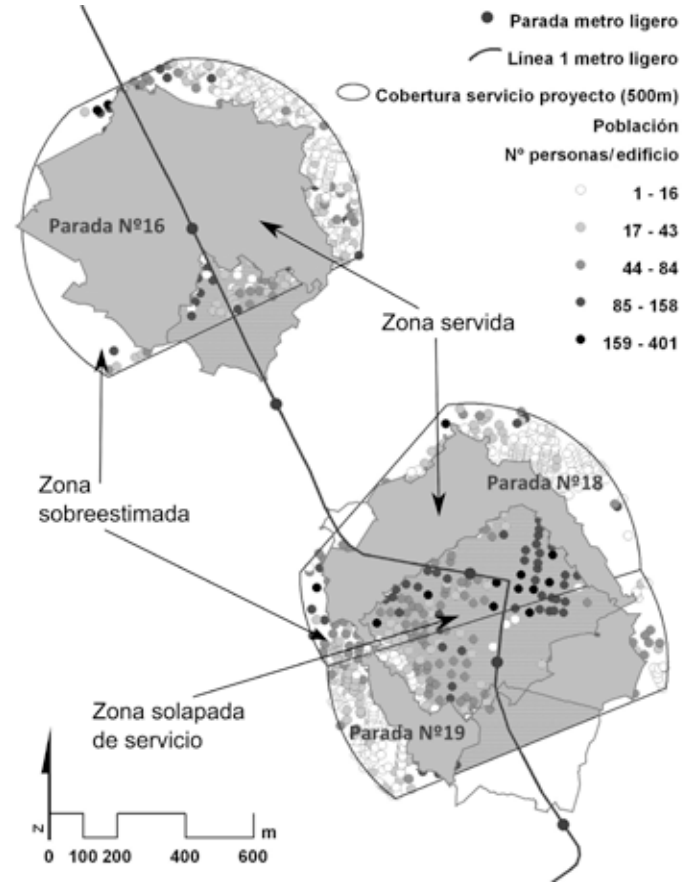 Parada metro ligero
Línea 1 metro ligero
Cobertura servicio proyecto (500m)
Población
Nº personas/edificio
1 - 16
17 - 43
44 - 84
85 - 158
159 - 401
Parada Nº16
Zona servida
Zona
sobreestimada
Parada Nº18
Zona solapada
de servicio
Parada Nº19
N
m
0 100 200 400 600